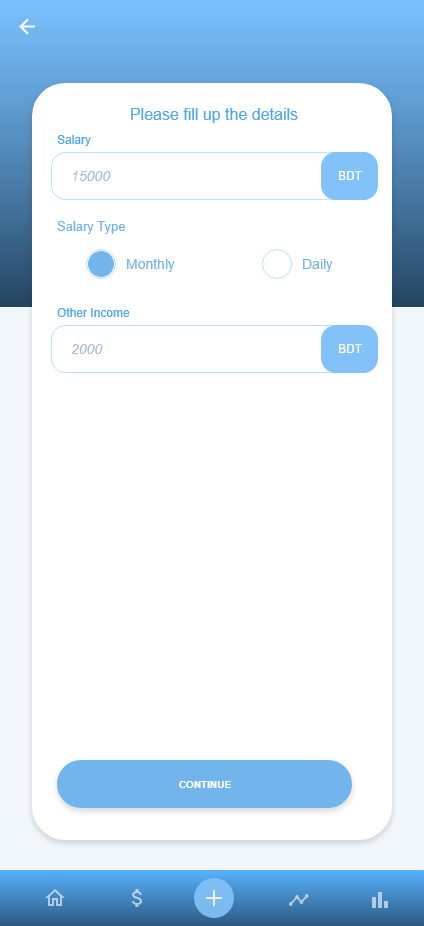 Please fill up the details
Salary
15000 BDT
Salary Type
Monthly Daily
Other Income
2000 BDT
CONTINUE